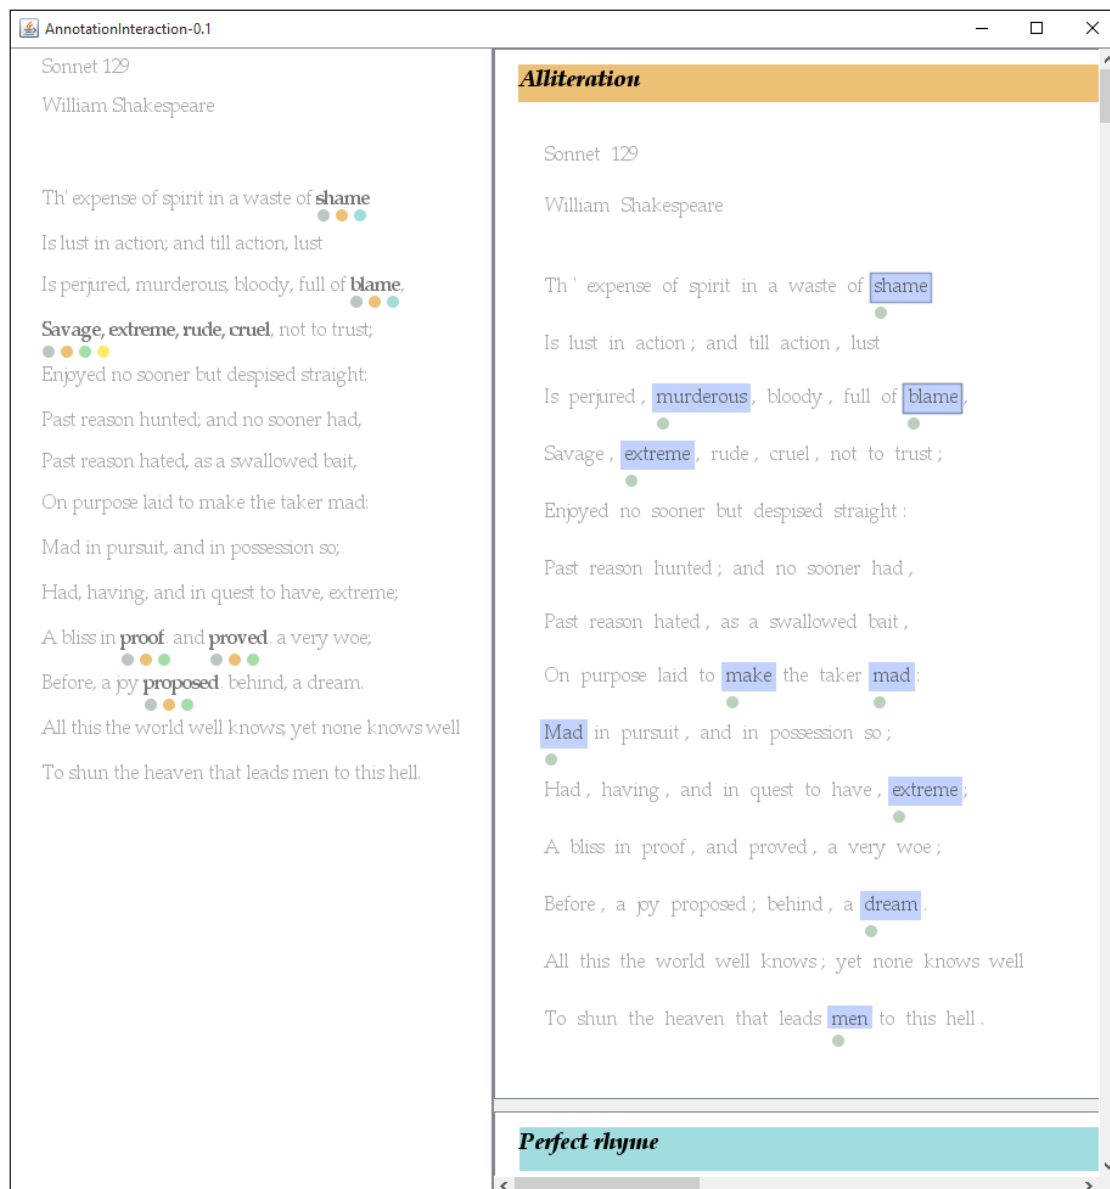 AnnotationInteraction-0.1
Sonnet 129
William Shakespeare
Th' expense of spirit in a waste of shame
Is lust in action; and till action, lust
Is perjured, murderous, bloody, full of blame,
Savage, extreme, rude, cruel, not to trust;
Enjoyed no sooner but despised straight:
Past reason hunted; and no sooner had,
Past reason hated, as a swallowed bait,
On purpose laid to make the taker mad:
Mad in pursuit, and in possession so;
Had, having, and in quest to have, extreme;
A bliss in proof. and proved. a very woe;
Before, a joy proposed. behind, a dream.
All this the world well knows; yet none knows well
To shun the heaven that leads men to this hell.
Alliteration
Sonnet 129
William Shakespeare
Th ' expense of spirit in a waste of shame
Is lust in action ; and till action , lust
Is perjured , murderous , bloody , full of blame ,
Savage , extreme , rude , cruel , not to trust ;
Enjoyed no sooner but despised straight :
Past reason hunted ; and no sooner had ,
Past reason hated , as a swallowed bait ,
On purpose laid to make the taker mad :
Mad in pursuit , and in possession so ;
Had , having , and in quest to have , extreme ;
A bliss in proof , and proved , a very woe ;
Before , a joy proposed ; behind , a dream .
All this the world well knows ; yet none knows well
To shun the heaven that leads men to this hell .
Perfect rhyme